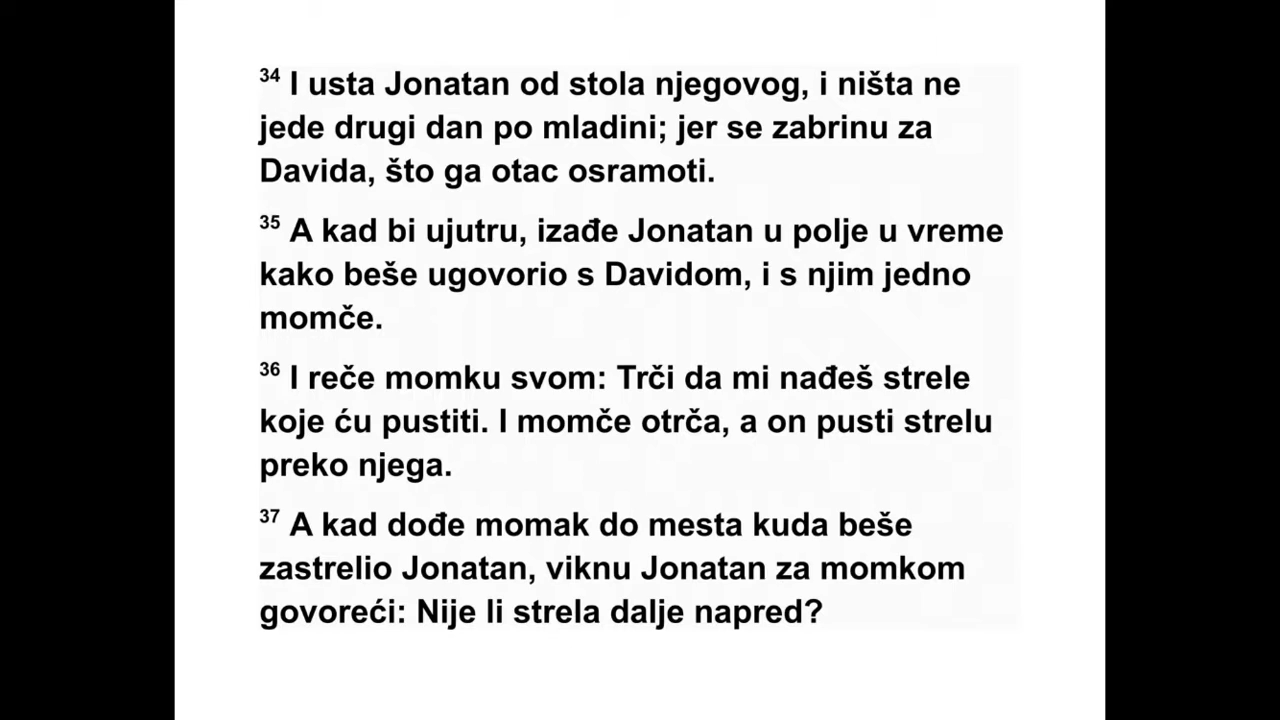 34 I usta Jonatan od stola njegovog, i ništa ne
jede drugi dan po mladini; jer se zabrinu za
Davida, što ga otac osramoti.
35 A kad bi ujutru, izađe Jonatan u polje u vreme
kako beše ugovorio s Davidom, i s njim jedno
momče.
36 I reče momku svom: Trči da mi nađeš strele
koje ću pustiti. I momče otrča, a on pusti strelu
preko njega.
37 A kad dođe momak do mesta kuda beše
zastrelio Jonatan, viknu Jonatan za momkom
govoreći: Nije li strela dalje napred?